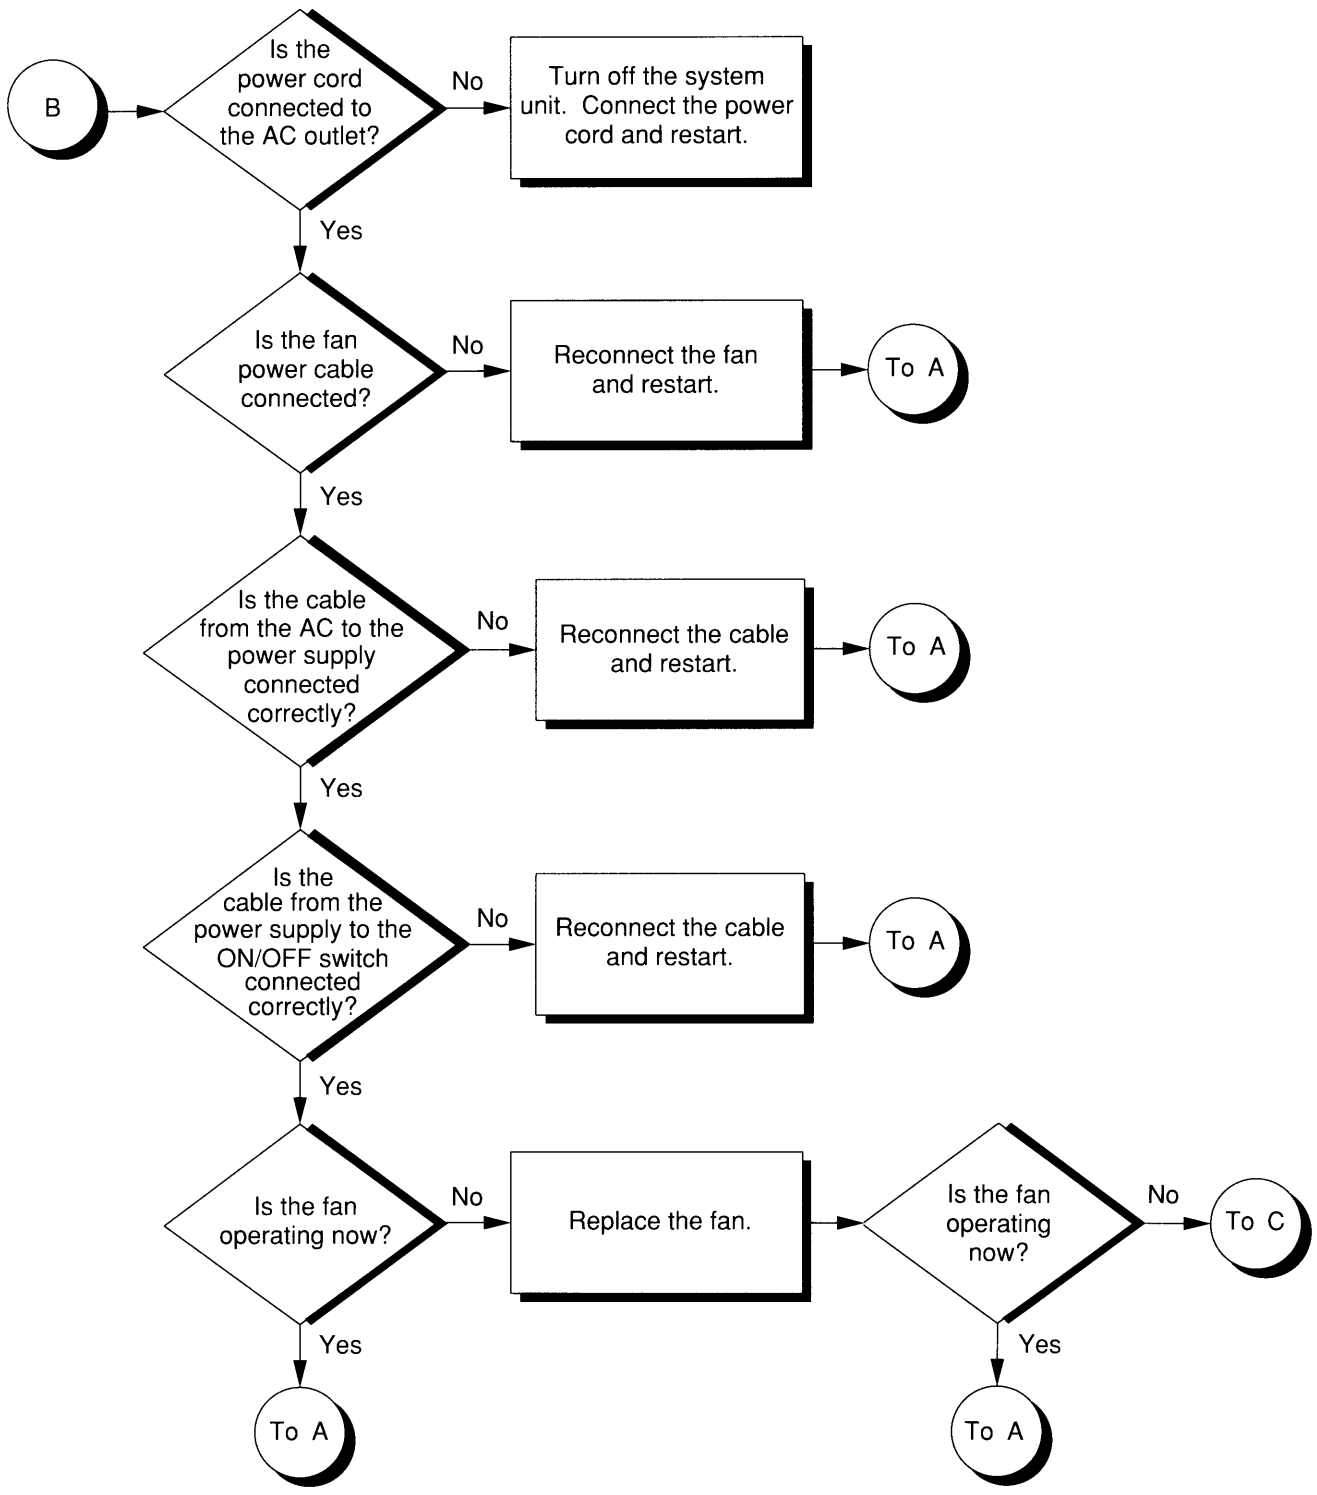 B
Is the
power cord
connected to
the AC outlet?
No
Turn off the system
unit. Connect the power
cord and restart.
Yes
Is the fan
power cable
connected?
No
Reconnect the fan
and restart.
To A
Yes
Is the cable
from the AC to the
power supply
connected
correctly?
No
Reconnect the cable
and restart.
To A
Yes
Is the
cable from the
power supply to the
ON/OFF switch
connected
correctly?
No
Reconnect the cable
and restart.
To A
Yes
Is the fan
operating now?
No
Replace the fan.
Is the fan
operating
now?
No
To C
Yes
To A
Yes
To A